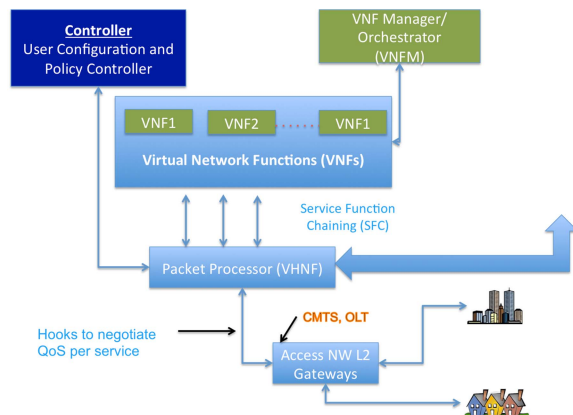 Controller
User Configuration and
Policy Controller
VNF Manager/
Orchestrator
(VNFM)
VNF1
VNF2
VNF1
Virtual Network Functions (VNFs)
Service Function
Chaining (SFC)
Packet Processor (VHNF)
CMTS, OLT
Hooks to negotiate
QoS per service
Access NW L2
Gateways